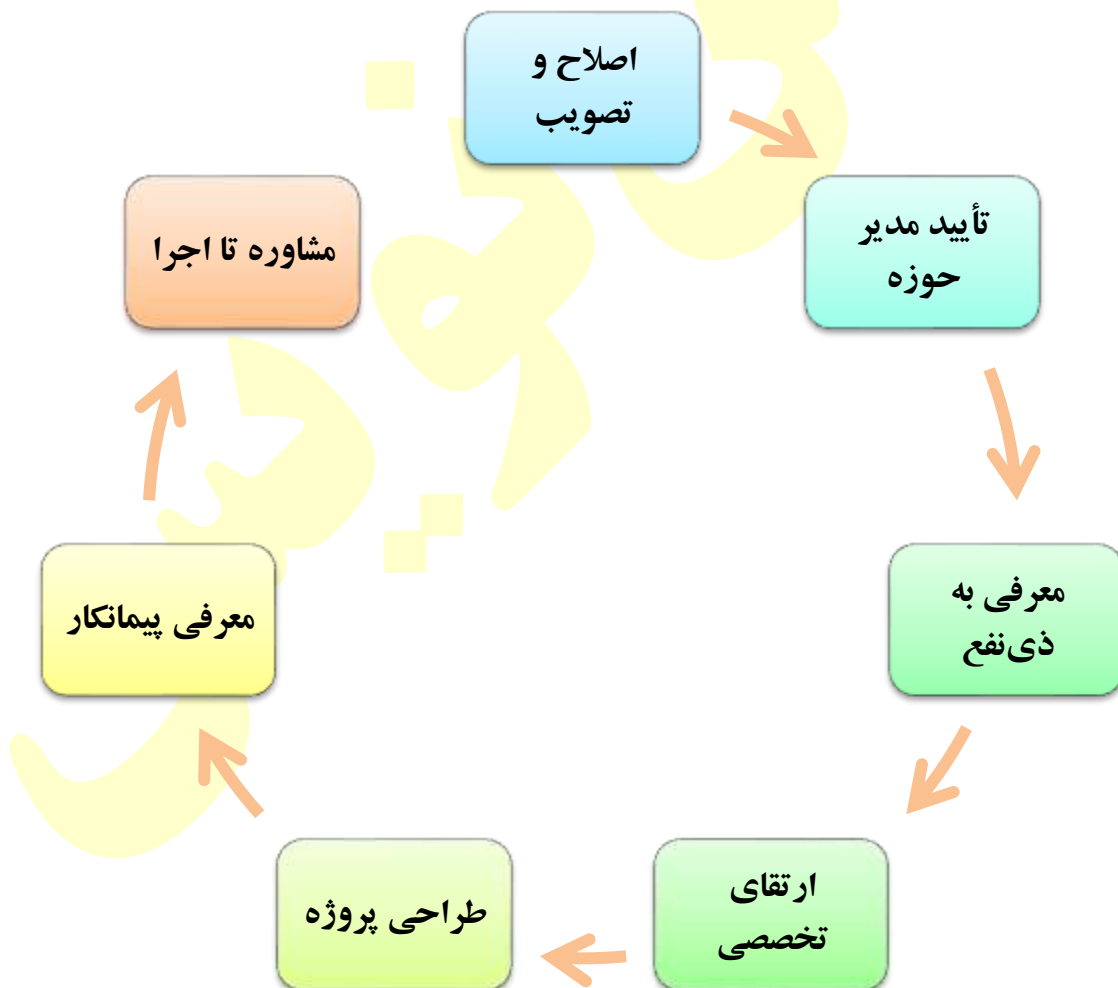 اصلاح و
تصویب
تأیید مدیر
حوزه
معرفی به
ذی‌نفع
ارتقای
تخصصی
طراحی پروژه
معرفی پیمانکار
مشاوره تا اجرا